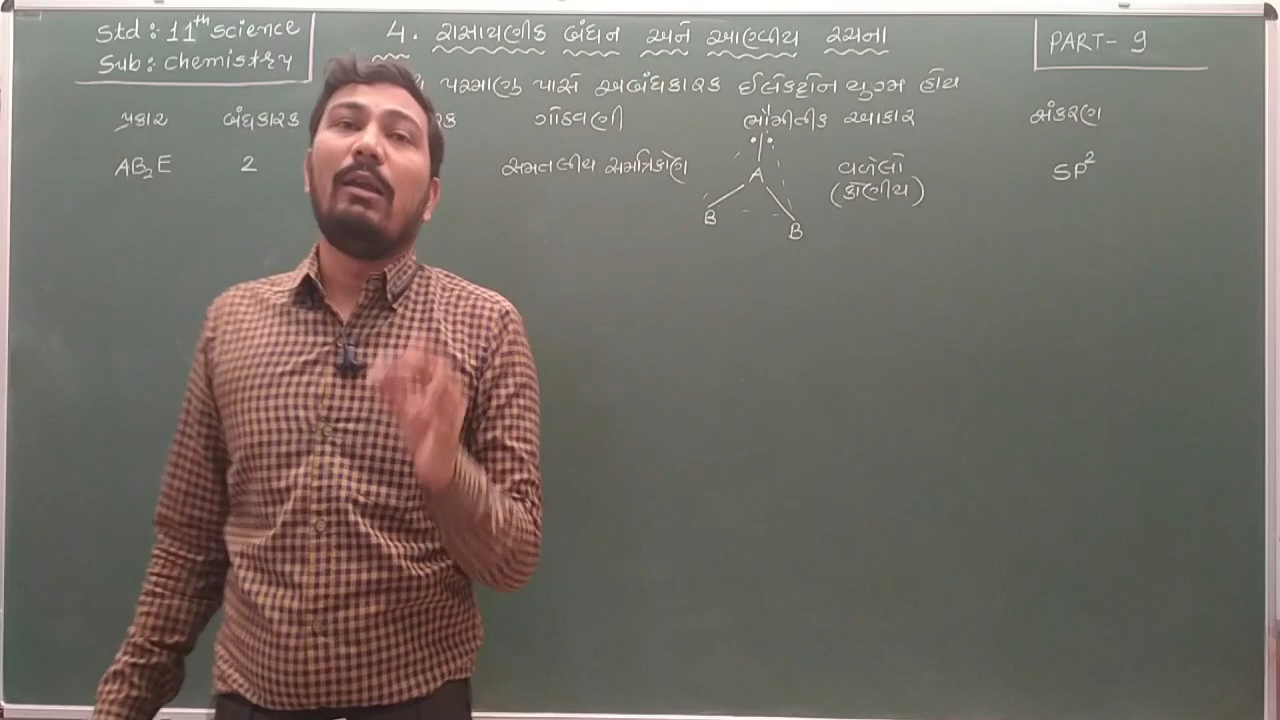 Std : 11th science
Sub : chemistry
4. રાસાયણીક બંધન અને આણ્વીય રચના
PART - 9
પરમાણુ પાસે અબંધકારક ઈલેક્ટ્રોન યુગ્મ હોય
પ્રકાર બંધકારક ગોઠવણી ભૌમીતીક આકાર સંકરણ
AB₂E 2 સમતલીય સમત્રિકોણ વળેલો SP²
(કોણીય)
A
B
B